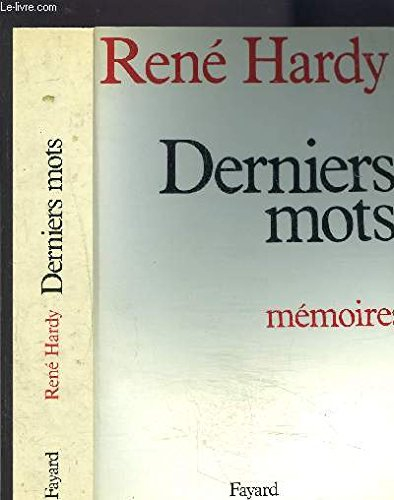 Le-livre.com
René Hardy
Derniers
mots
mémoires
Fayard
René Hardy Derniers mots
Fayard